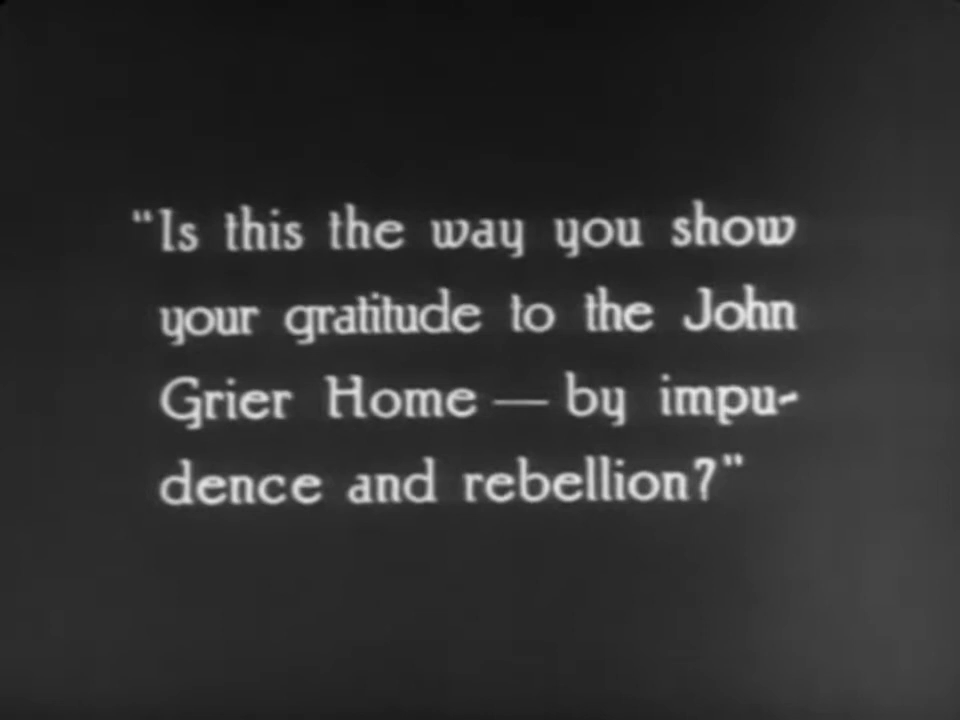 "Is this the way you show
your gratitude to the John
Grier Home — by impu-
dence and rebellion?"